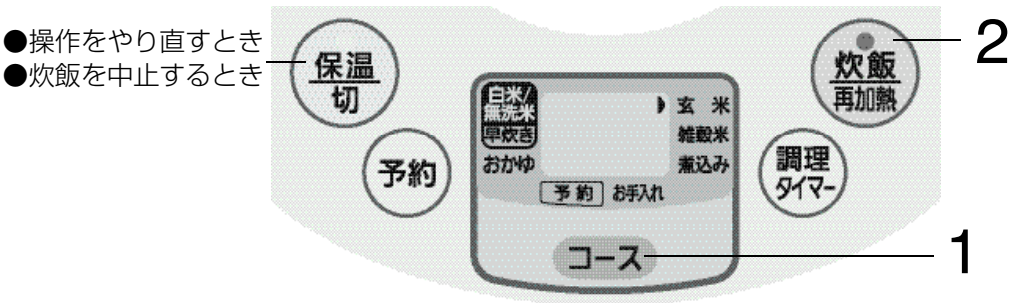 ●操作をやり直すとき
●炊飯を中止するとき
保温
切
予約
白米/
無洗米
早炊き
おかゆ
玄 米
雑穀米
煮込み
予約 お手入れ
コース
炊飯
再加熱
調理
タイマー
2
1